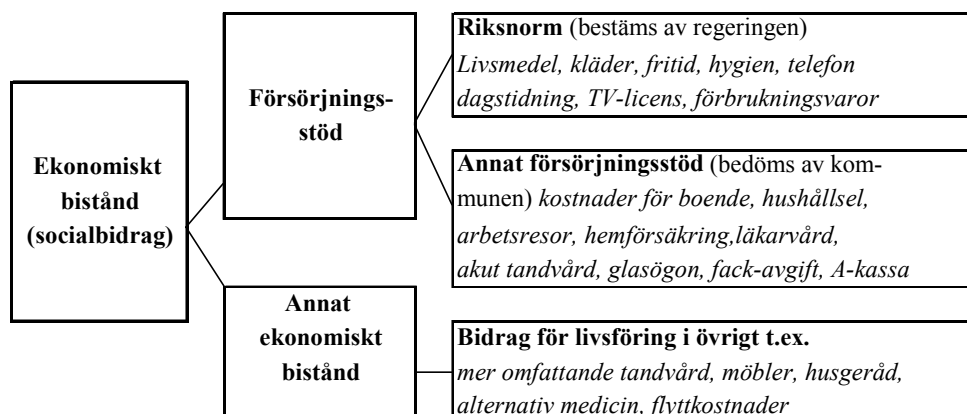 Ekonomiskt
bistånd
(socialbidrag)
Försörjnings-
stöd
Riksnorm (bestäms av regeringen)
Livsmedel, kläder, fritid, hygien, telefon
dagstidning, TV-licens, förbrukningsvaror
Annat försörjningsstöd (bedöms av kom-
munen) kostnader för boende, hushållsel,
arbetsresor, hemförsäkring,läkarvård,
akut tandvård, glasögon, fack-avgift, A-kassa
Annat
ekonomiskt
bistånd
Bidrag för livsföring i övrigt t.ex.
mer omfattande tandvård, möbler, husgeråd,
alternativ medicin, flyttkostnader